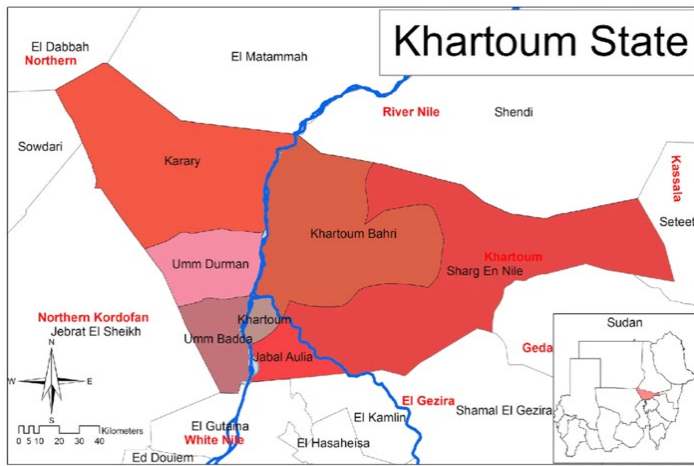 Khartoum State
El Dabbah
Northern
El Matammah
River Nile
Shendi
Sowdari
Karary
Kassala
Seteet
Khartoum Bahri
Umm Durman
Khartoum
Sharg En Nile
Northern Kordofan
Jebrat El Sheikh
Khartoum
Umm Badda
Jabal Aulia
Sudan
Geda
N
W
E
S
El Gezira
Shamal El Gezira
El Kamlin
El Gutaina
White Nile
El Hasaheisa
Ed Douiem
Kilometers
0 5 10 20 30 40